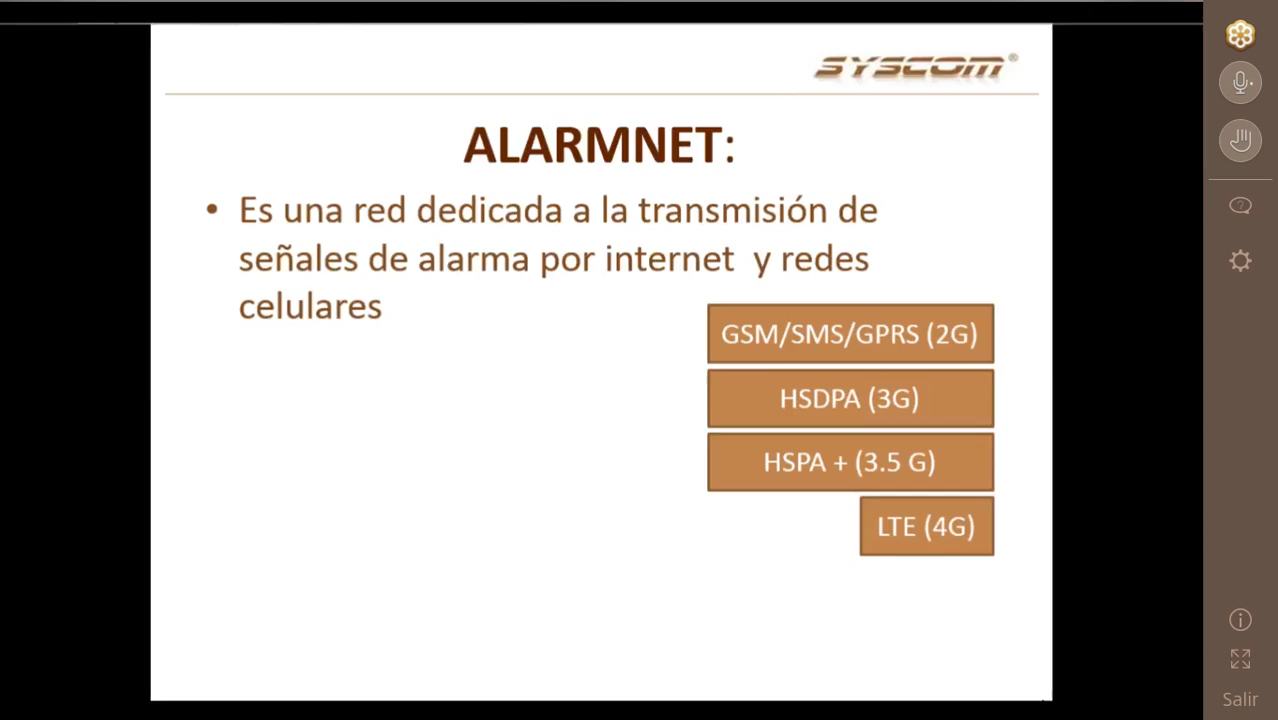 SYSCOM®
ALARMNET:
• Es una red dedicada a la transmisión de
señales de alarma por internet y redes
celulares
GSM/SMS/GPRS (2G)
HSDPA (3G)
HSPA + (3.5 G)
LTE (4G)
Salir